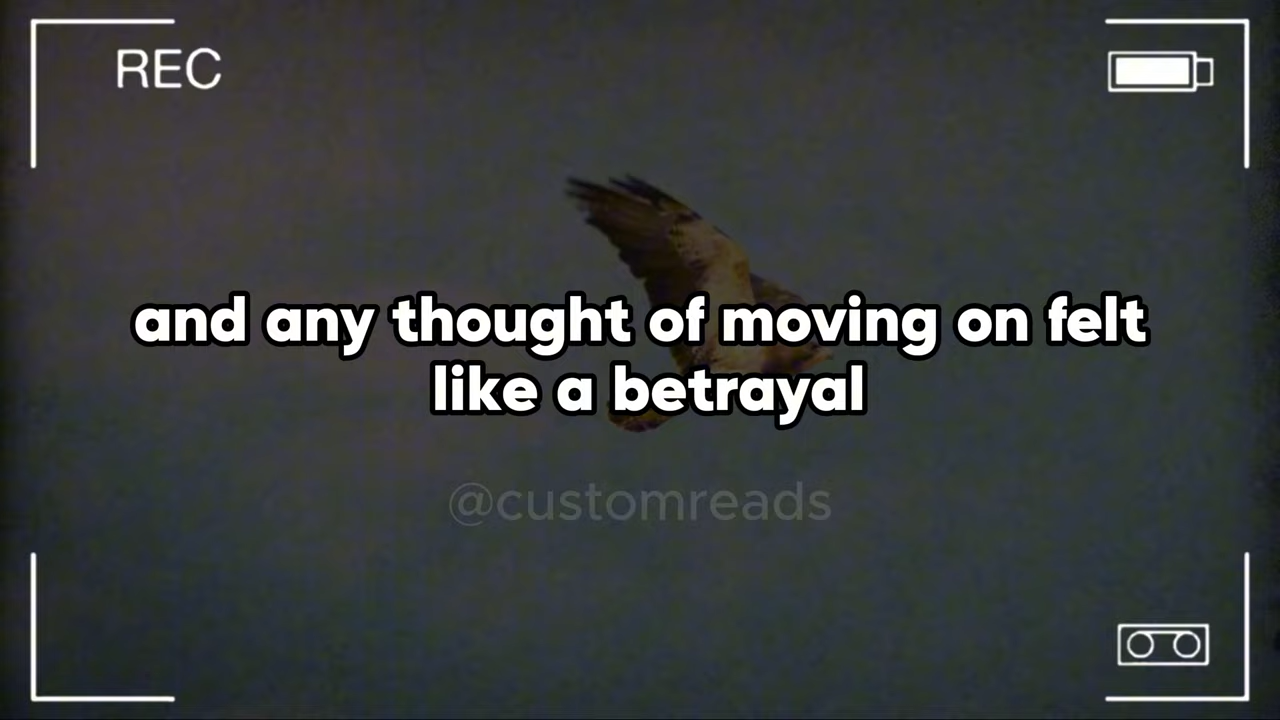 REC
and any thought of moving on felt
like a betrayal
@customreads